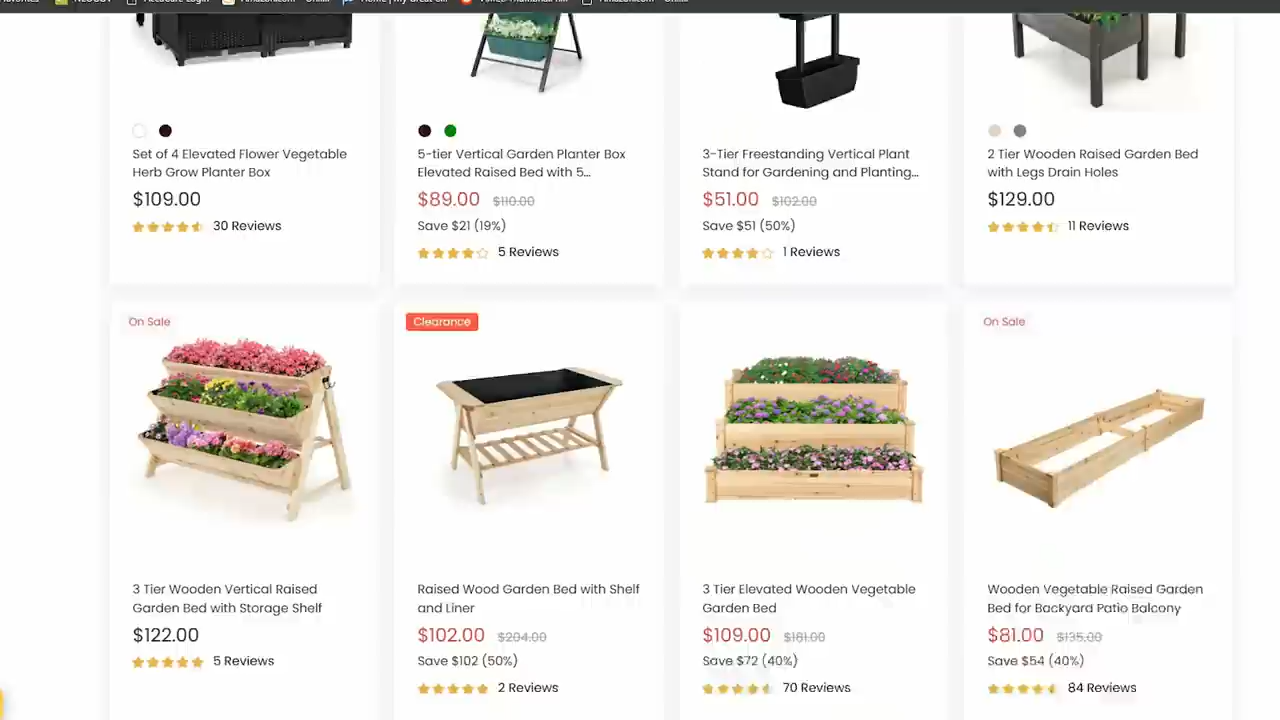 Set of 4 Elevated Flower Vegetable
Herb Grow Planter Box
$109.00
30 Reviews
5-tier Vertical Garden Planter Box
Elevated Raised Bed with 5...
$89.00 $110.00
Save $21 (19%)
5 Reviews
3-Tier Freestanding Vertical Plant
Stand for Gardening and Planting...
$51.00 $102.00
Save $51 (50%)
1 Reviews
2 Tier Wooden Raised Garden Bed
with Legs Drain Holes
$129.00
11 Reviews
On Sale
3 Tier Wooden Vertical Raised
Garden Bed with Storage Shelf
$122.00
5 Reviews
Clearance
Raised Wood Garden Bed with Shelf
and Liner
$102.00 $204.00
Save $102 (50%)
2 Reviews
3 Tier Elevated Wooden Vegetable
Garden Bed
$109.00 $181.00
Save $72 (40%)
70 Reviews
On Sale
Wooden Vegetable Raised Garden
Bed for Backyard Patio Balcony
$81.00 $135.00
Save $54 (40%)
84 Reviews